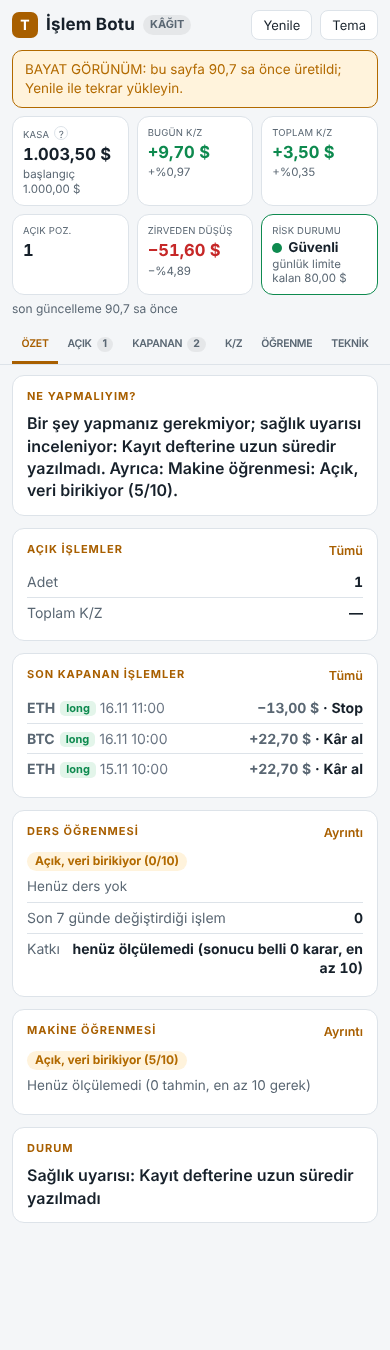 T İşlem Botu KÂĞIT Yenile Tema
BAYAT GÖRÜNÜM: bu sayfa 90,7 sa önce üretildi;
Yenile ile tekrar yükleyin.
KASA ?
1.003,50 $
başlangıç
1.000,00 $
BUGÜN K/Z
+9,70 $
+%0,97
TOPLAM K/Z
+3,50 $
+%0,35
AÇIK POZ.
1
ZİRVEDEN DÜŞÜŞ
−51,60 $
−%4,89
RİSK DURUMU
Güvenli
günlük limite
kalan 80,00 $
son güncelleme 90,7 sa önce
ÖZET AÇIK 1 KAPANAN 2 K/Z ÖĞRENME TEKNİK
NE YAPMALIYIM?
Bir şey yapmanız gerekmiyor; sağlık uyarısı
inceleniyor: Kayıt defterine uzun süredir
yazılmadı. Ayrıca: Makine öğrenmesi: Açık,
veri birikiyor (5/10).
AÇIK İŞLEMLER Tümü
Adet 1
Toplam K/Z —
SON KAPANAN İŞLEMLER Tümü
ETH long 16.11 11:00 −13,00 $ · Stop
BTC long 16.11 10:00 +22,70 $ · Kâr al
ETH long 15.11 10:00 +22,70 $ · Kâr al
DERS ÖĞRENMESİ Ayrıntı
Açık, veri birikiyor (0/10)
Henüz ders yok
Son 7 günde değiştirdiği işlem 0
Katkı henüz ölçülemedi (sonucu belli 0 karar, en
az 10)
MAKİNE ÖĞRENMESİ Ayrıntı
Açık, veri birikiyor (5/10)
Henüz ölçülemedi (0 tahmin, en az 10 gerek)
DURUM
Sağlık uyarısı: Kayıt defterine uzun süredir
yazılmadı